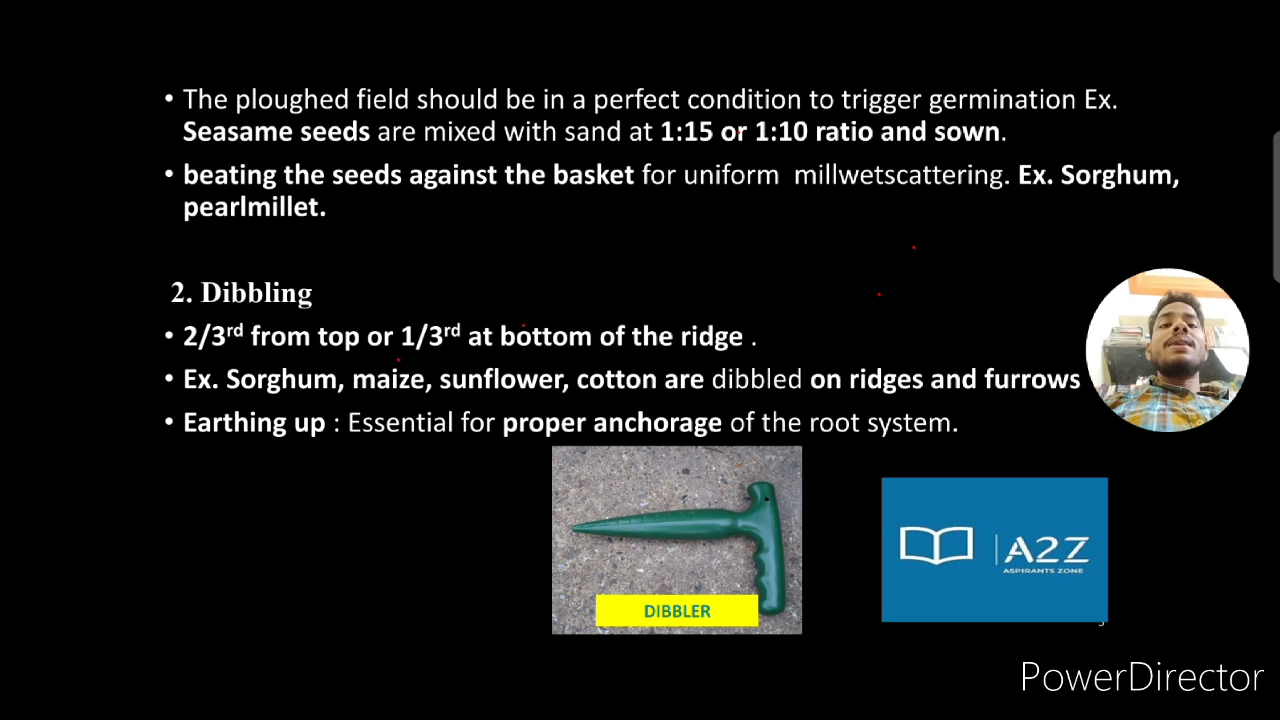 • The ploughed field should be in a perfect condition to trigger germination Ex.
Seasame seeds are mixed with sand at 1:15 or 1:10 ratio and sown.
• beating the seeds against the basket for uniform millwetscattering. Ex. Sorghum,
pearlmillet.
2. Dibbling
• 2/3rd from top or 1/3rd at bottom of the ridge .
• Ex. Sorghum, maize, sunflower, cotton are dibbled on ridges and furrows
• Earthing up : Essential for proper anchorage of the root system.
DIBBLER
A2Z
ASPIRANTS ZONE
PowerDirector